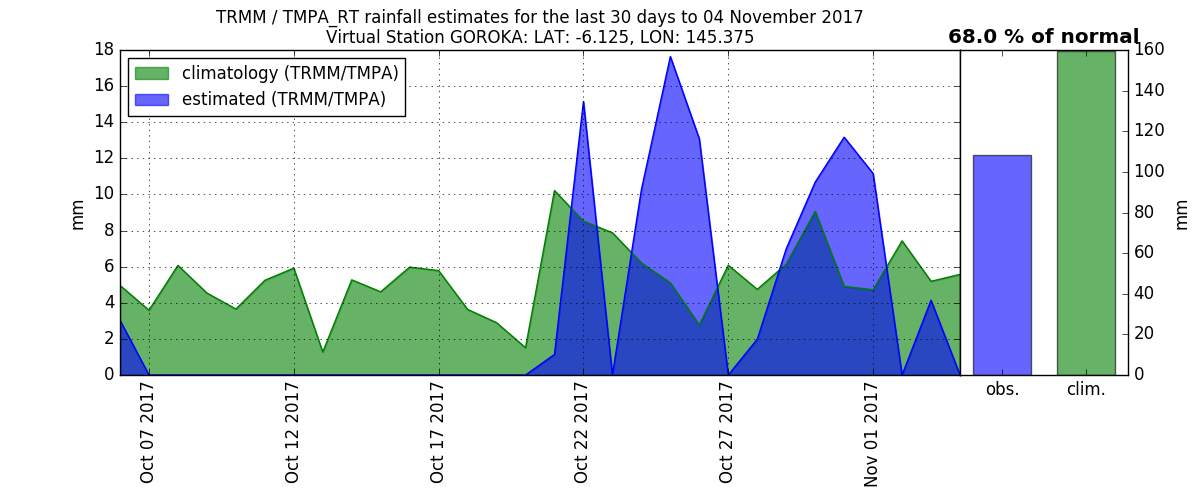 TRMM / TMPA_RT rainfall estimates for the last 30 days to 04 November 2017
Virtual Station GOROKA: LAT: -6.125, LON: 145.375
68.0 % of normal
climatology (TRMM/TMPA)
estimated (TRMM/TMPA)
18
16
14
12
10
8
6
4
2
0
mm
Oct 07 2017
Oct 12 2017
Oct 17 2017
Oct 22 2017
Oct 27 2017
Nov 01 2017
obs.
clim.
160
140
120
100
80
60
40
20
0
mm